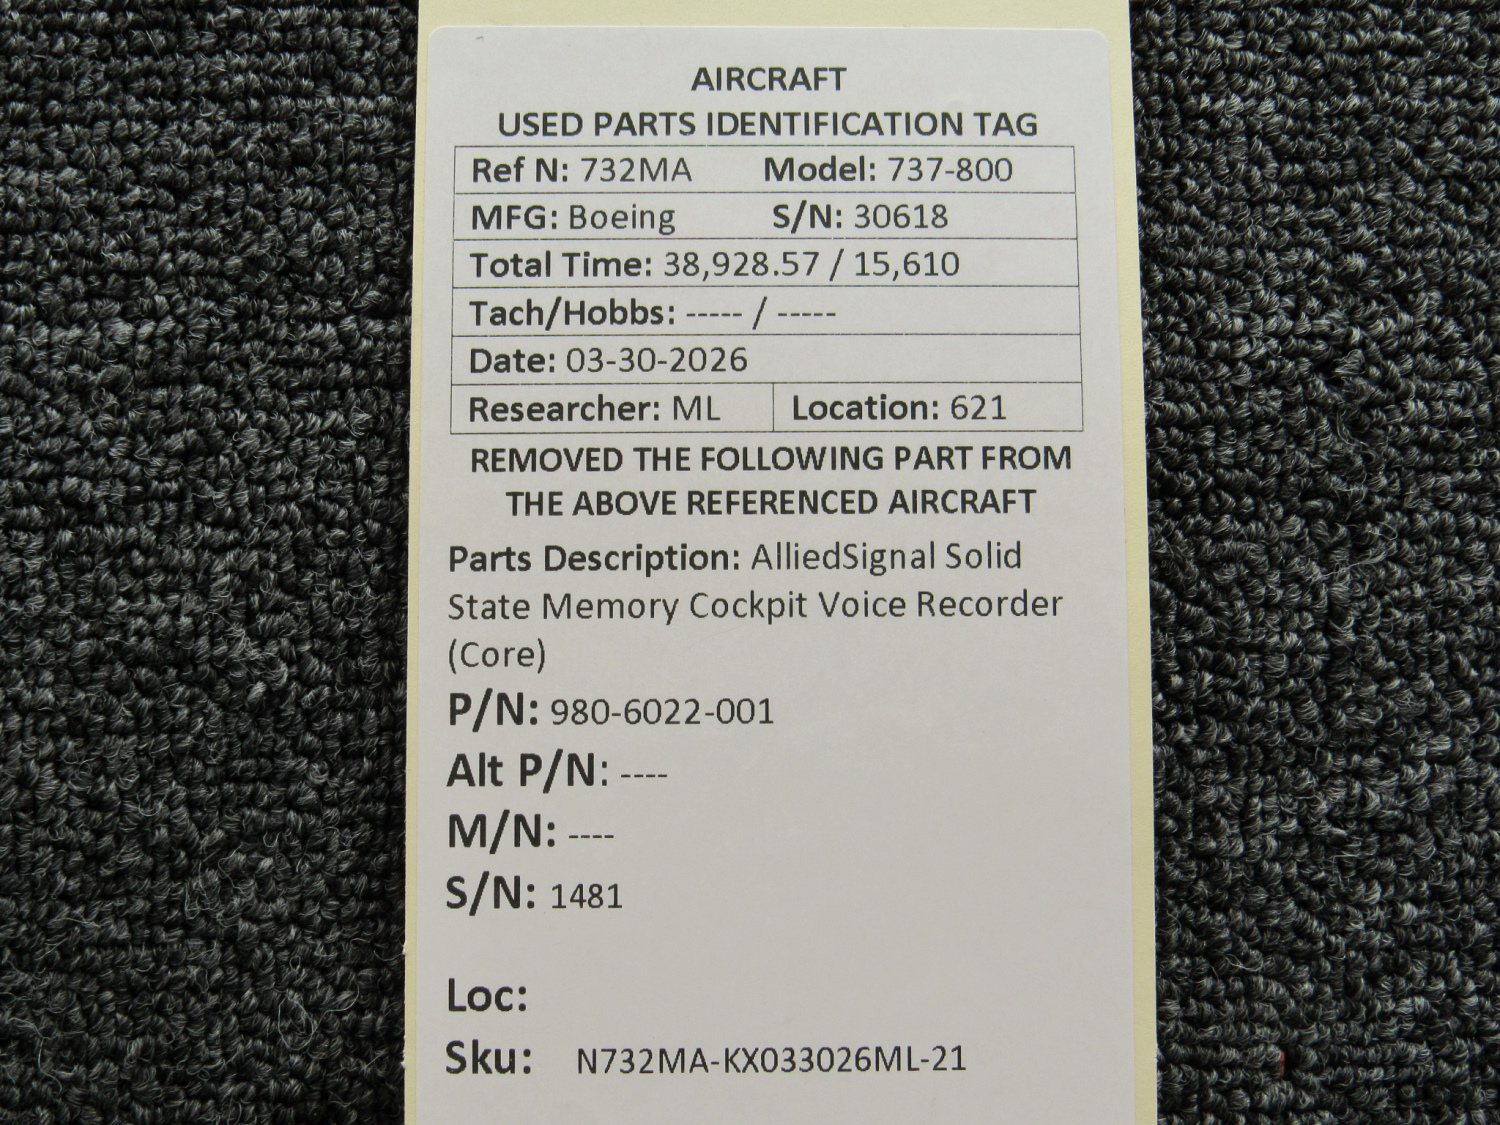 AIRCRAFT
USED PARTS IDENTIFICATION TAG
Ref N: 732MA Model: 737-800
MFG: Boeing S/N: 30618
Total Time: 38,928.57 / 15,610
Tach/Hobbs: ----- / -----
Date: 03-30-2026
Researcher: ML Location: 621
REMOVED THE FOLLOWING PART FROM
THE ABOVE REFERENCED AIRCRAFT
Parts Description: AlliedSignal Solid
State Memory Cockpit Voice Recorder
(Core)
P/N: 980-6022-001
Alt P/N: ----
M/N: ----
S/N: 1481
Loc:
Sku: N732MA-KX033026ML-21